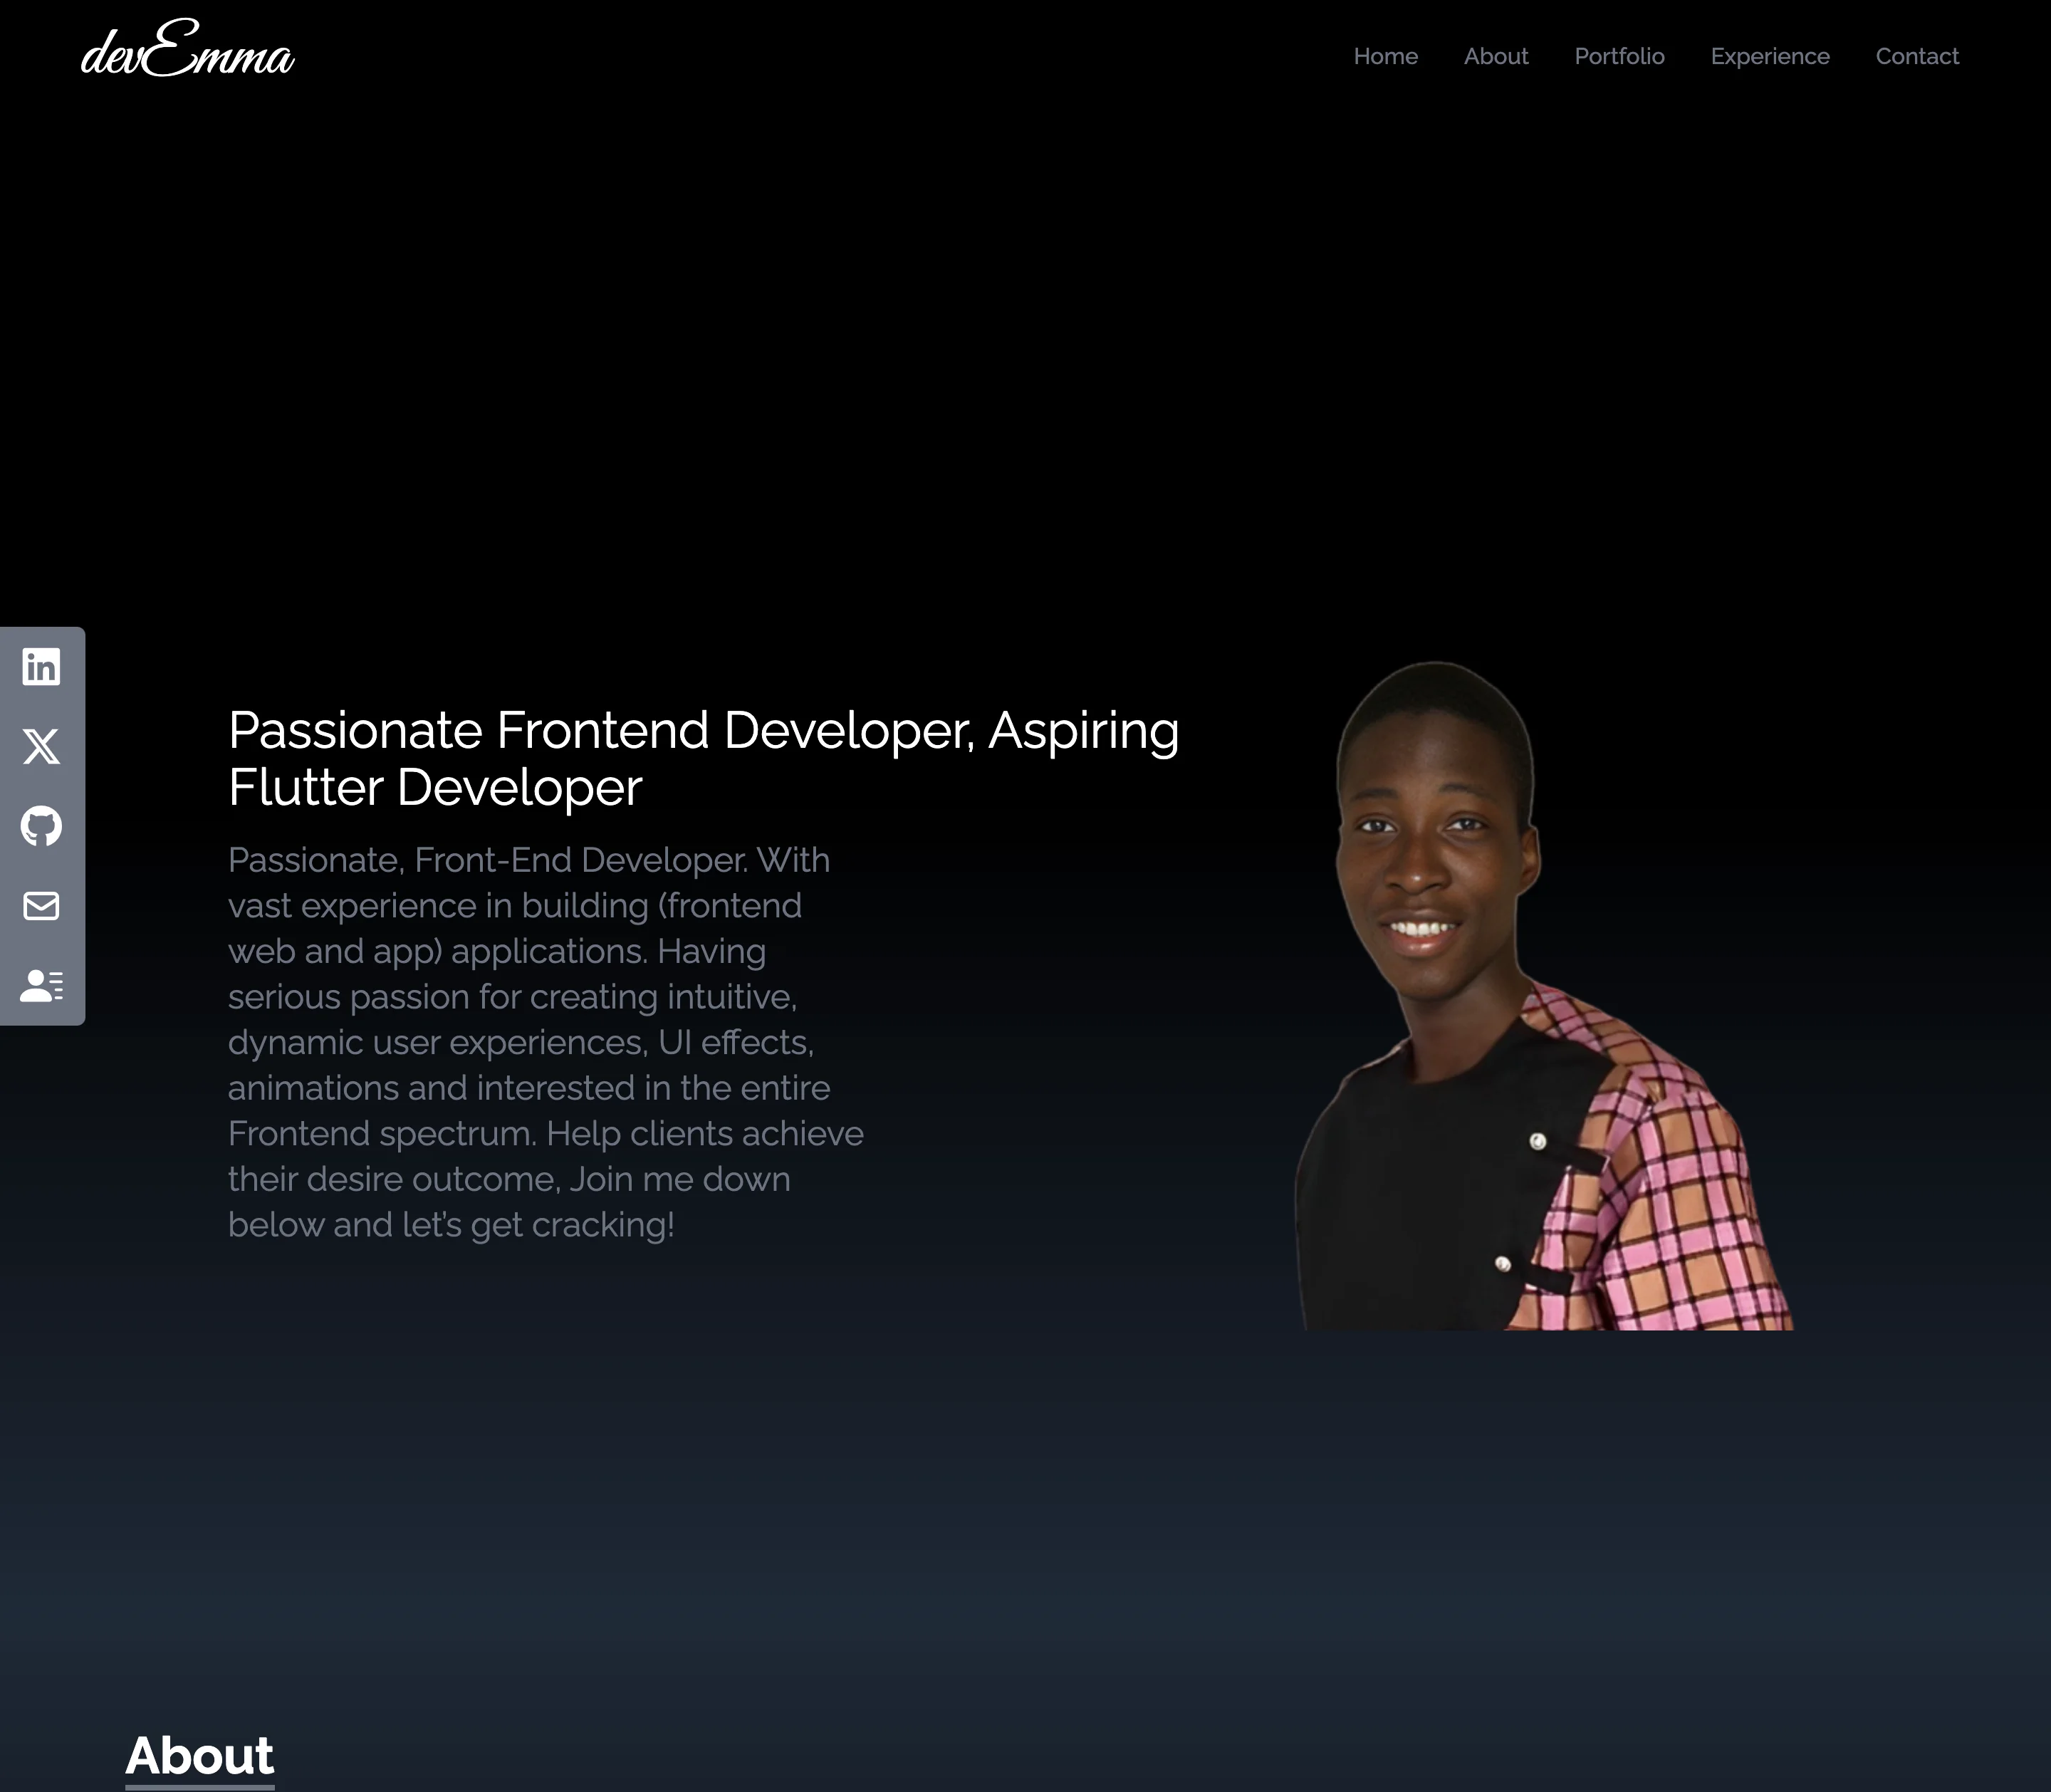 devEmma
Home About Portfolio Experience Contact
Passionate Frontend Developer, Aspiring
Flutter Developer
Passionate, Front-End Developer. With
vast experience in building (frontend
web and app) applications. Having
serious passion for creating intuitive,
dynamic user experiences, UI effects,
animations and interested in the entire
Frontend spectrum. Help clients achieve
their desire outcome, Join me down
below and let's get cracking!
About